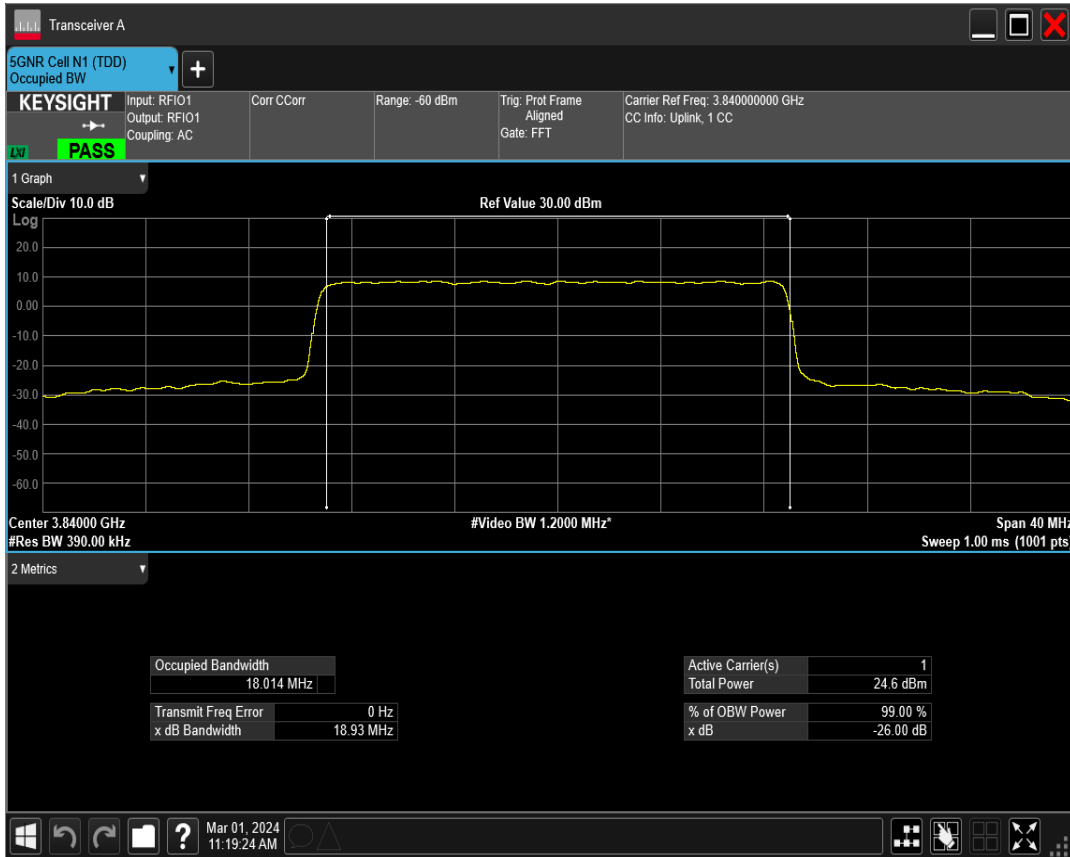 Transceiver A
5GNR Cell N1 (TDD)
Occupied BW
+
KEYSIGHT
LXI
PASS
Input: RFIO1
Output: RFIO1
Coupling: AC
Corr CCorr
Range: -60 dBm
Trig: Prot Frame
Aligned
Gate: FFT
Carrier Ref Freq: 3.840000000 GHz
CC Info: Uplink, 1 CC
1 Graph
Scale/Div 10.0 dB
Ref Value 30.00 dBm
Log
20.0
10.0
0.00
-10.0
-20.0
-30.0
-40.0
-50.0
-60.0
Center 3.84000 GHz
#Video BW 1.2000 MHz*
Span 40 MHz
#Res BW 390.00 kHz
Sweep 1.00 ms (1001 pts)
2 Metrics
Occupied Bandwidth
18.014 MHz
Transmit Freq Error 0 Hz
x dB Bandwidth 18.93 MHz
Active Carrier(s) 1
Total Power 24.6 dBm
% of OBW Power 99.00 %
x dB -26.00 dB
?
Mar 01, 2024
11:19:24 AM